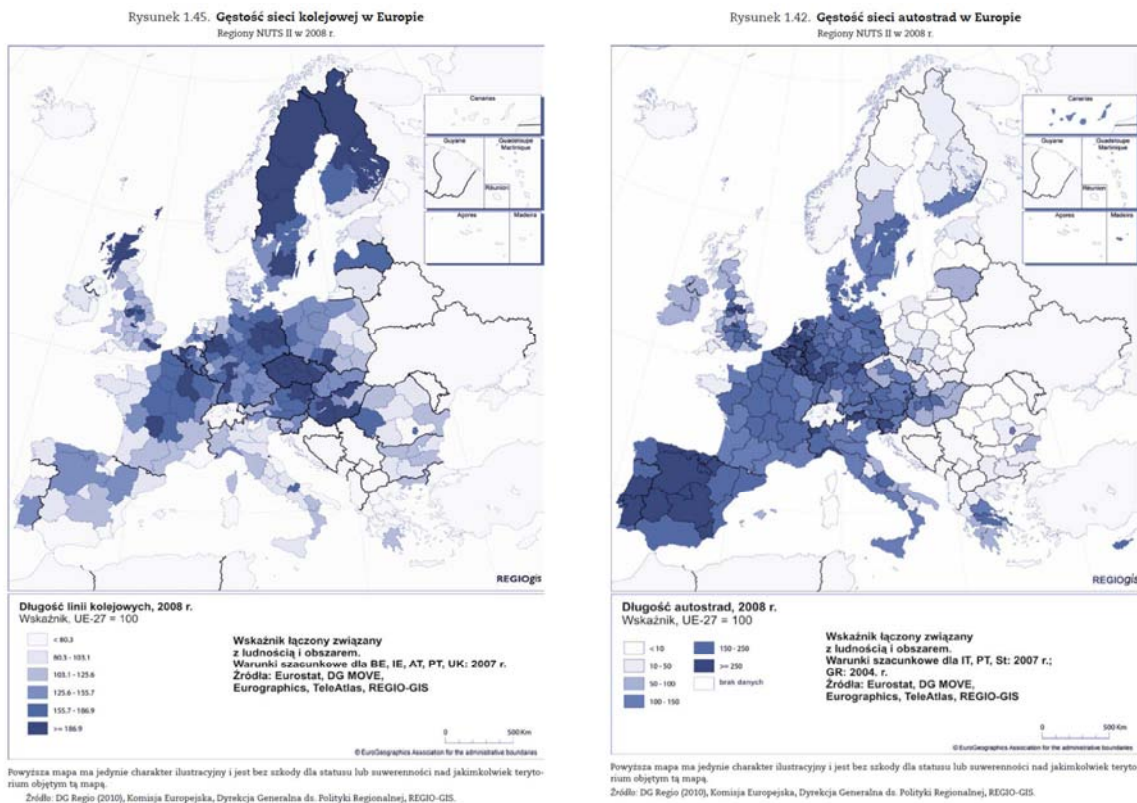 Rysunek 1.45. Gęstość sieci kolejowej w Europie
Regiony NUTS II w 2008 r.
Canarias
Guyane
Guadeloupe
Martinique
Réunion
Açores
Madeira
REGIOgis
Długość linii kolejowych, 2008 r.
Wskaźnik, UE-27 = 100
< 80.3
80.3 - 103.1
103.1 - 125.6
125.6 - 155.7
155.7 - 186.9
>= 186.9
Wskaźnik łączony związany
z ludnością i obszarem.
Warunki szacunkowe dla BE, IE, AT, PT, UK: 2007 r.
Źródła: Eurostat, DG MOVE,
Eurographics, TeleAtlas, REGIO-GIS
0 500 Km
© EuroGeographics Association for the administrative boundaries
Powyższa mapa ma jedynie charakter ilustracyjny i jest bez szkody dla statusu lub suwerenności nad jakimkolwiek teryto-
rium objętym tą mapą.
Źródło: DG Regio (2010), Komisja Europejska, Dyrekcja Generalna ds. Polityki Regionalnej, REGIO-GIS.
Rysunek 1.42. Gęstość sieci autostrad w Europie
Regiony NUTS II w 2008 r.
Canarias
Guyane
Guadeloupe
Martinique
Réunion
Açores
Madeira
REGIOgis
Długość autostrad, 2008 r.
Wskaźnik, UE-27 = 100
< 10
10 - 50
50 - 100
100 - 150
150 - 250
>= 250
brak danych
Wskaźnik łączony związany
z ludnością i obszarem.
Warunki szacunkowe dla IT, PT, St: 2007 r.;
GR: 2004. r.
Źródła: Eurostat, DG MOVE,
Eurographics, TeleAtlas, REGIO-GIS
0 500 Km
© EuroGeographics Association for the administrative boundaries
Powyższa mapa ma jedynie charakter ilustracyjny i jest bez szkody dla statusu lub suwerenności nad jakimkolwiek teryto-
rium objętym tą mapą.
Źródło: DG Regio (2010), Komisja Europejska, Dyrekcja Generalna ds. Polityki Regionalnej, REGIO-GIS.